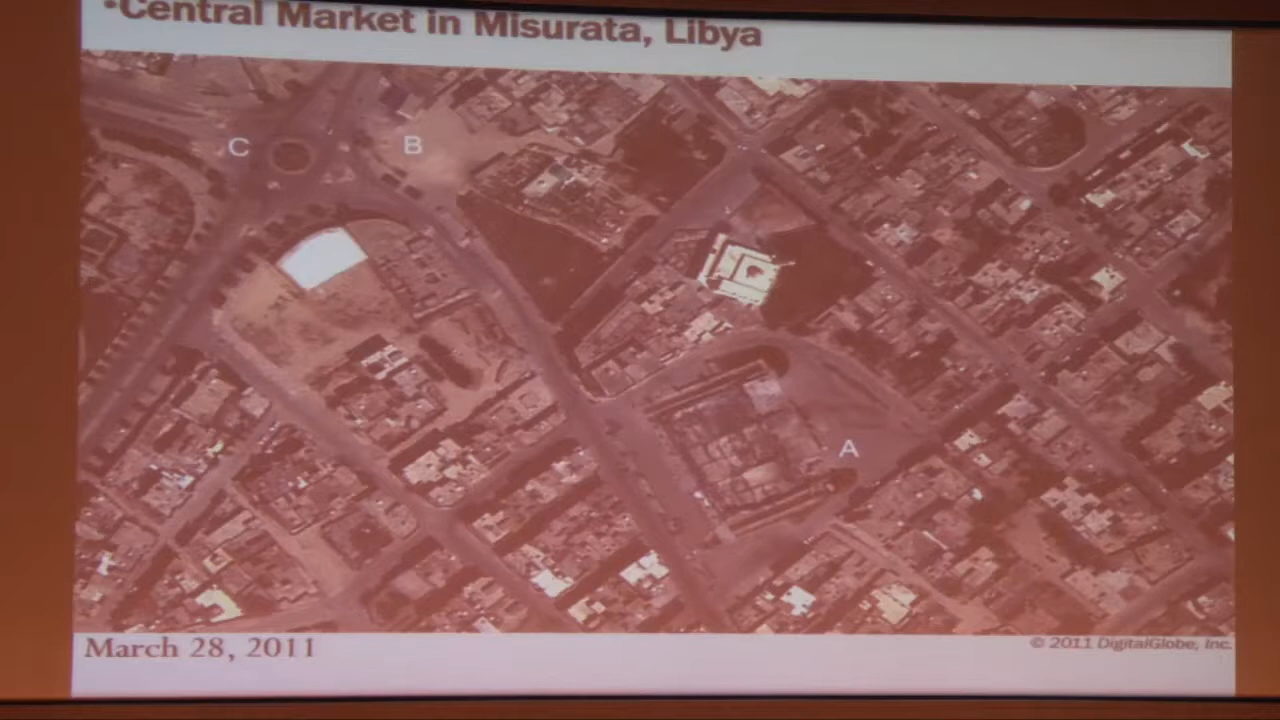 •Central Market in Misurata, Libya
C
B
A
March 28, 2011
© 2011 DigitalGlobe, Inc.